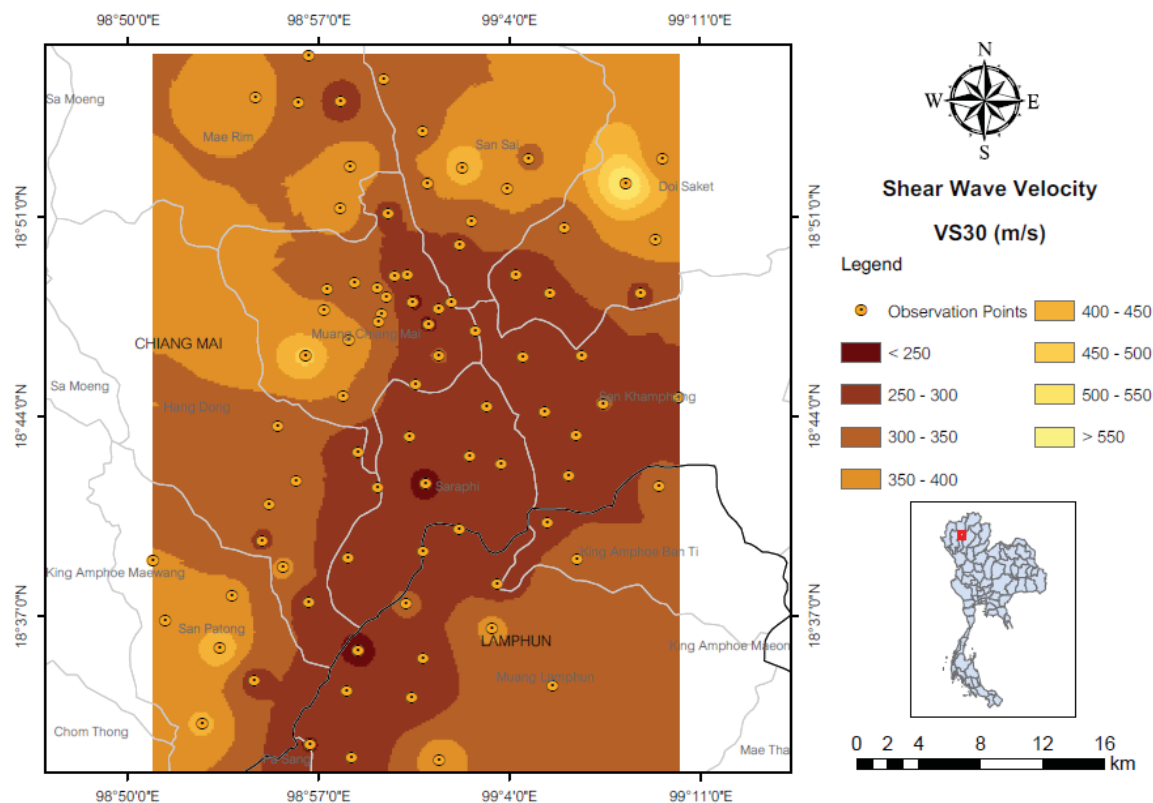 98°50'0"E 98°57'0"E 99°4'0"E 99°11'0"E
18°51'0"N
18°44'0"N
18°37'0"N
Sa Moeng
Mae Rim
San Sai
Doi Saket
Muang Chiang Mai
CHIANG MAI
Sa Moeng
Hang Dong
San Khamphong
Saraphi
King Amphoe Ban Ti
King Amphoe Maewang
San Patong
LAMPHUN
King Amphoe Maeon
Muang Lamphun
Chom Thong
Pa Sang
Mae Tha
18°51'0"N
18°44'0"N
18°37'0"N
98°50'0"E 98°57'0"E 99°4'0"E 99°11'0"E
N
W E
S
Shear Wave Velocity
VS30 (m/s)
Legend
Observation Points
< 250
250 - 300
300 - 350
350 - 400
400 - 450
450 - 500
500 - 550
> 550
0 2 4 8 12 16
km